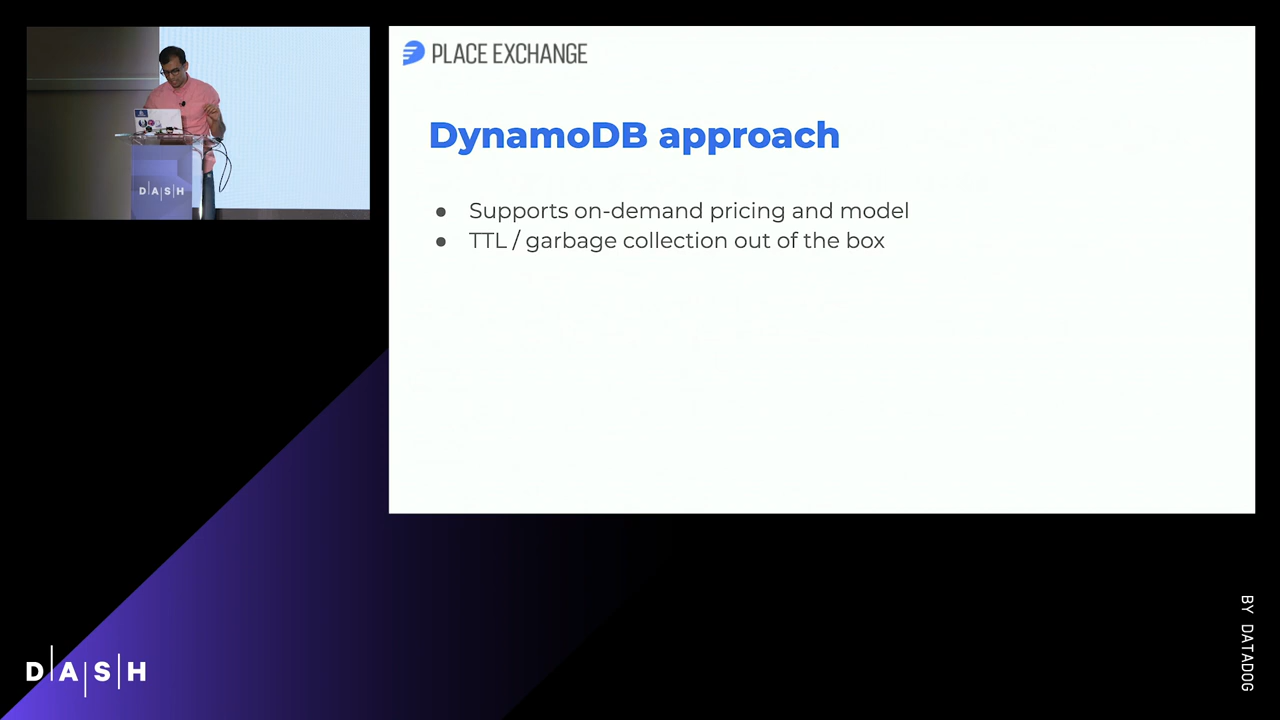 PLACE EXCHANGE
DynamoDB approach
● Supports on-demand pricing and model
● TTL / garbage collection out of the box
D|A|S|H
D|A|S|H
BY DATADOG